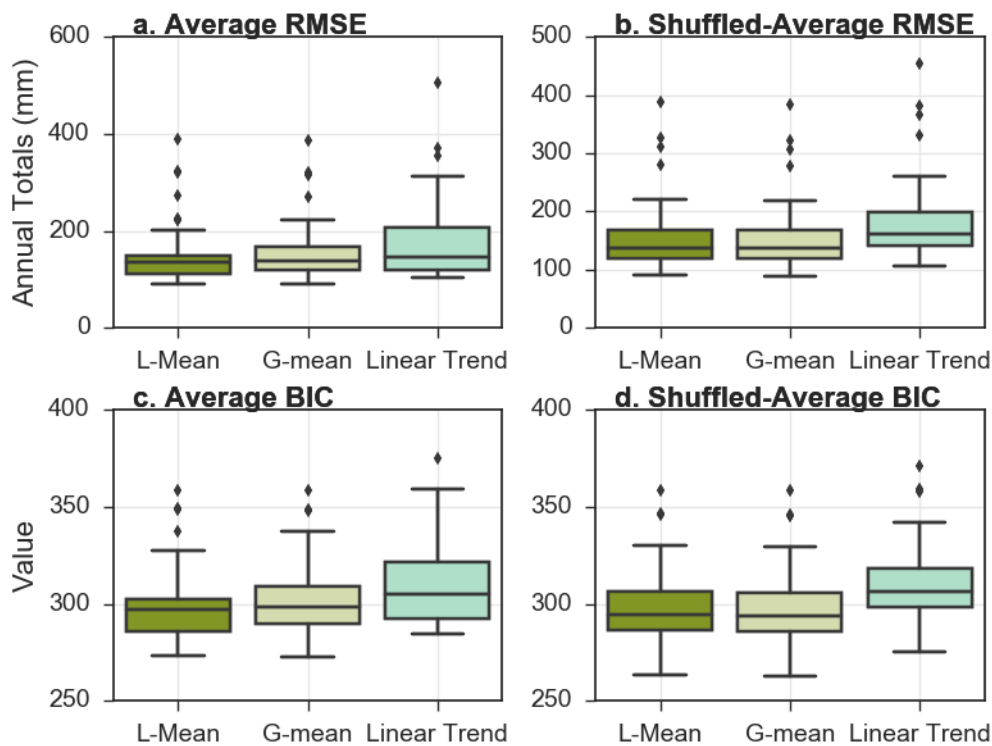 a. Average RMSE
b. Shuffled-Average RMSE
Annual Totals (mm)
600
400
200
0
500
400
300
200
100
0
L-Mean G-mean Linear Trend
L-Mean G-mean Linear Trend
c. Average BIC
d. Shuffled-Average BIC
Value
400
350
300
250
400
350
300
250
L-Mean G-mean Linear Trend
L-Mean G-mean Linear Trend